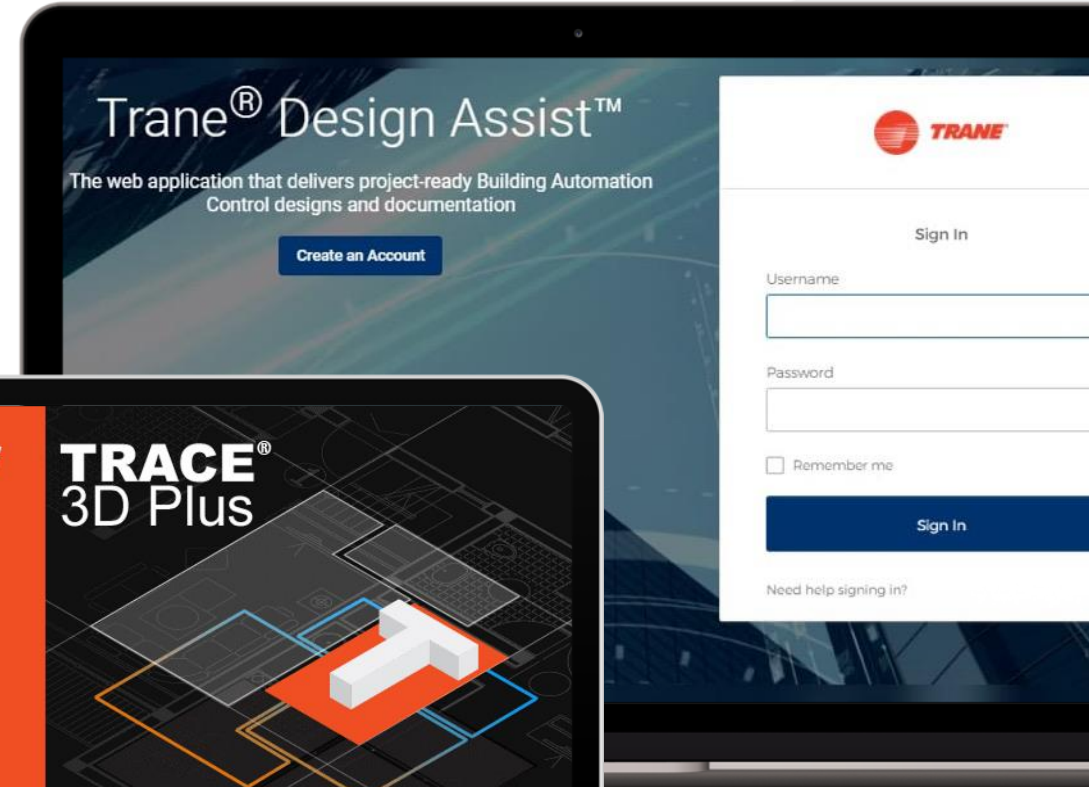 Trane® Design Assist™
The web application that delivers project-ready Building Automation
Control designs and documentation
Create an Account
TRANE
Sign In
Username
Password
Remember me
Sign In
Need help signing in?
TRACE®
3D Plus